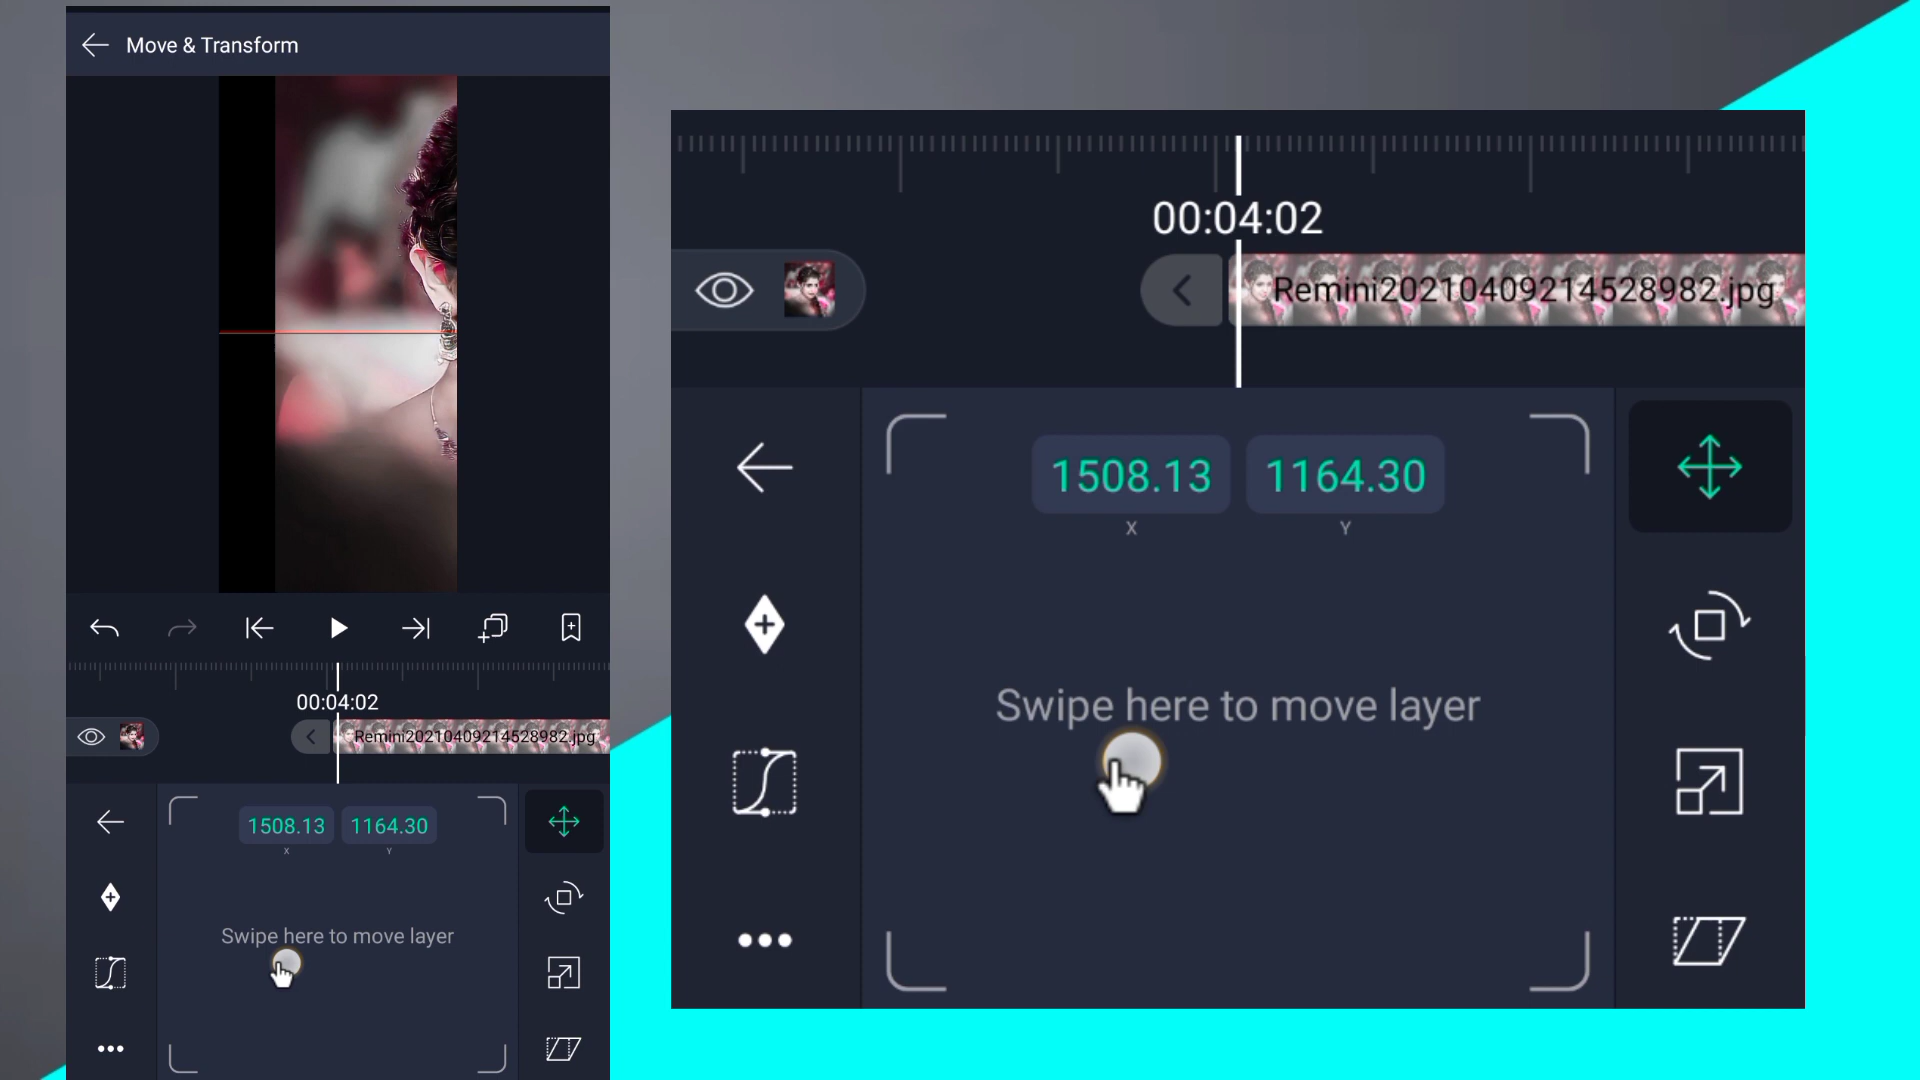 Move & Transform
00:04:02
Remini20210409214528982.jpg
1508.13 1164.30
X Y
Swipe here to move layer
00:04:02
Remini20210409214528982.jpg
1508.13 1164.30
X Y
Swipe here to move layer